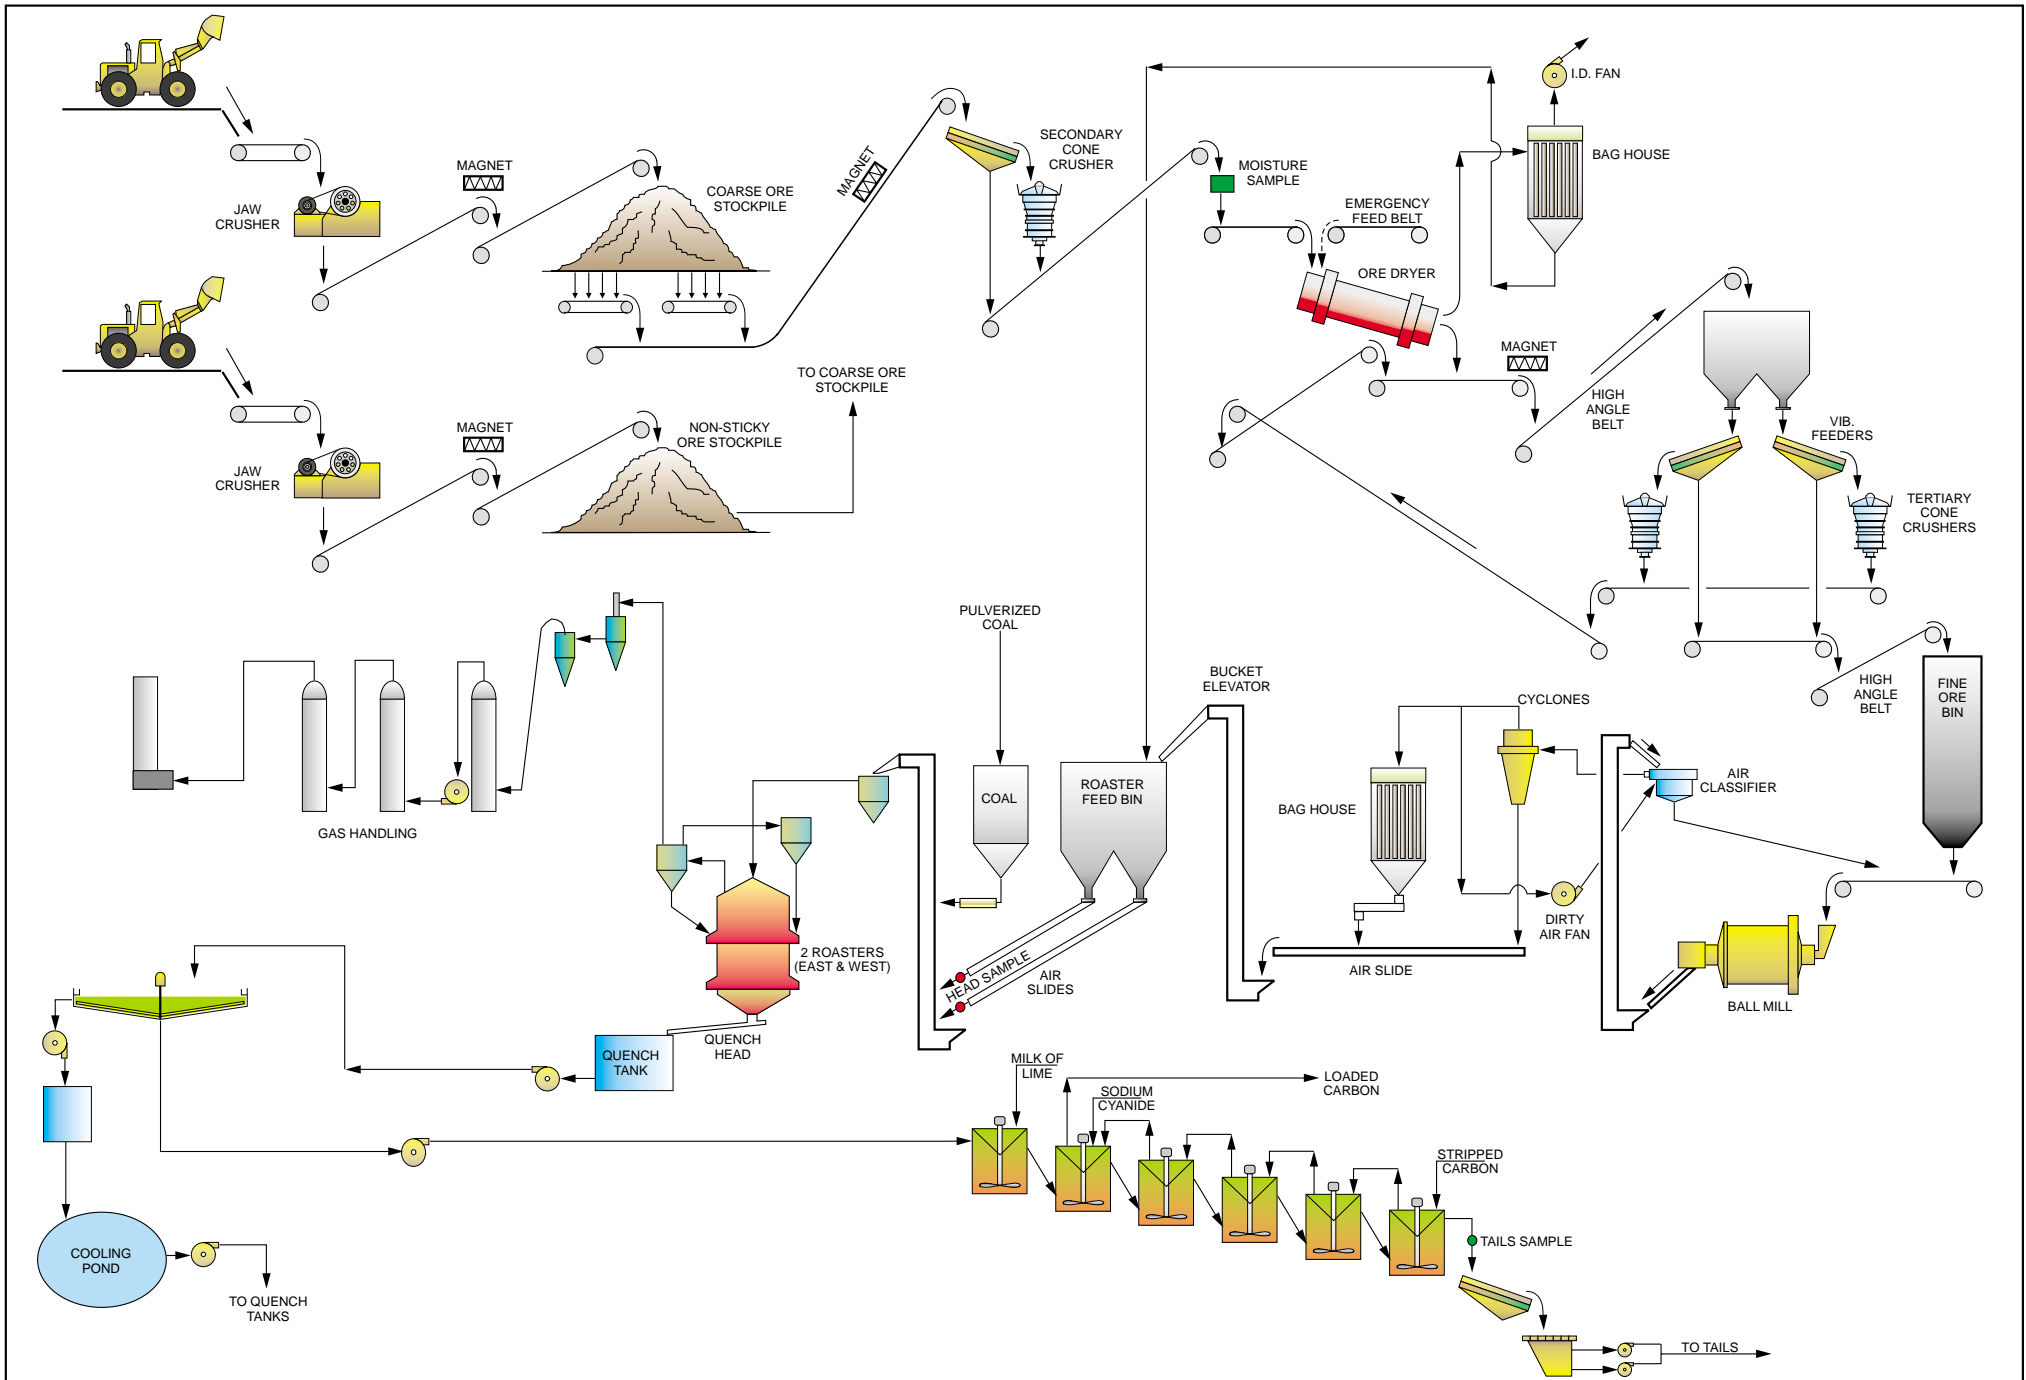 I.D. FAN
BAG HOUSE
SECONDARY
CONE
CRUSHER
MAGNET
MAGNET
MOISTURE
SAMPLE
COARSE ORE
STOCKPILE
JAW
CRUSHER
EMERGENCY
FEED BELT
ORE DRYER
MAGNET
HIGH
ANGLE
BELT
TO COARSE ORE
STOCKPILE
VIB.
FEEDERS
MAGNET
NON-STICKY
ORE STOCKPILE
JAW
CRUSHER
TERTIARY
CONE
CRUSHERS
PULVERIZED
COAL
BUCKET
ELEVATOR
CYCLONES
HIGH
ANGLE
BELT
FINE
ORE
BIN
COAL
ROASTER
FEED BIN
BAG HOUSE
AIR
CLASSIFIER
GAS HANDLING
DIRTY
AIR FAN
2 ROASTERS
(EAST & WEST)
HEAD SAMPLE
AIR
SLIDES
AIR SLIDE
BALL MILL
QUENCH
HEAD
QUENCH
TANK
MILK OF
LIME
SODIUM
CYANIDE
LOADED
CARBON
STRIPPED
CARBON
TAILS SAMPLE
COOLING
POND
TO QUENCH
TANKS
TO TAILS